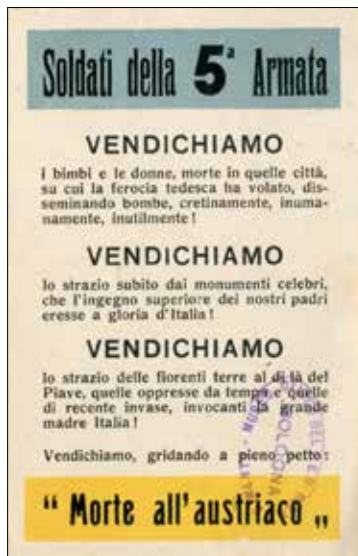 Soldati della 5ª Armata
VENDICHIAMO
i bimbi e le donne, morte in quelle città,
su cui la ferocia tedesca ha volato, dis-
seminando bombe, cretinamente, inuma-
namente, inutilmente!
VENDICHIAMO
lo strazio subito dai monumenti celebri,
che l'ingegno superiore dei nostri padri
eresse a gloria d'Italia!
VENDICHIAMO
lo strazio delle fiorenti terre al di là del
Piave, quelle oppresse da tempo e quelle
di recente invase, invocanti la grande
madre Italia!
Vendichiamo, gridando a pieno petto:
“ Morte all'austriaco „
BOLOGNA